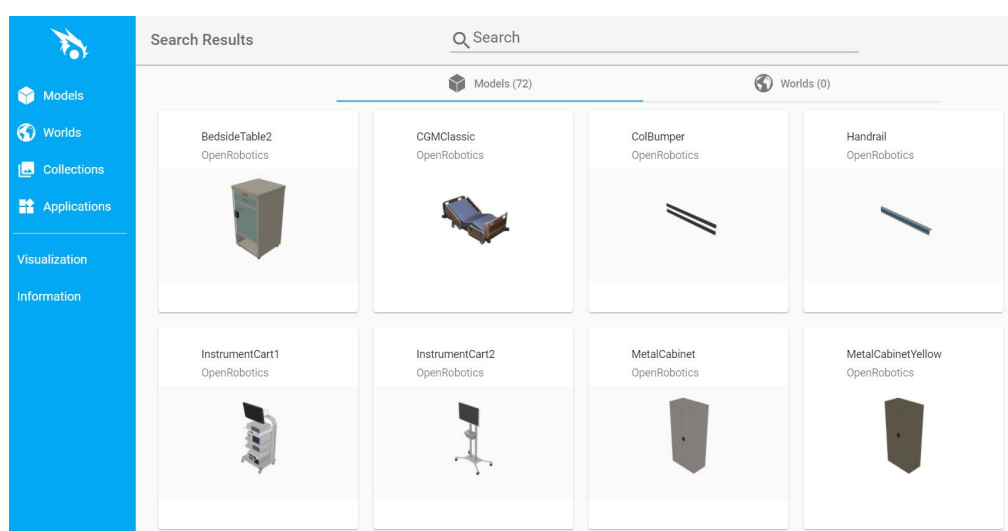 Search Results
Search
Models
Worlds
Collections
Applications
Visualization
Information
Models (72)
Worlds (0)
BedsideTable2
OpenRobotics
CGMClassic
OpenRobotics
ColBumper
OpenRobotics
Handrail
OpenRobotics
InstrumentCart1
OpenRobotics
InstrumentCart2
OpenRobotics
MetalCabinet
OpenRobotics
MetalCabinetYellow
OpenRobotics